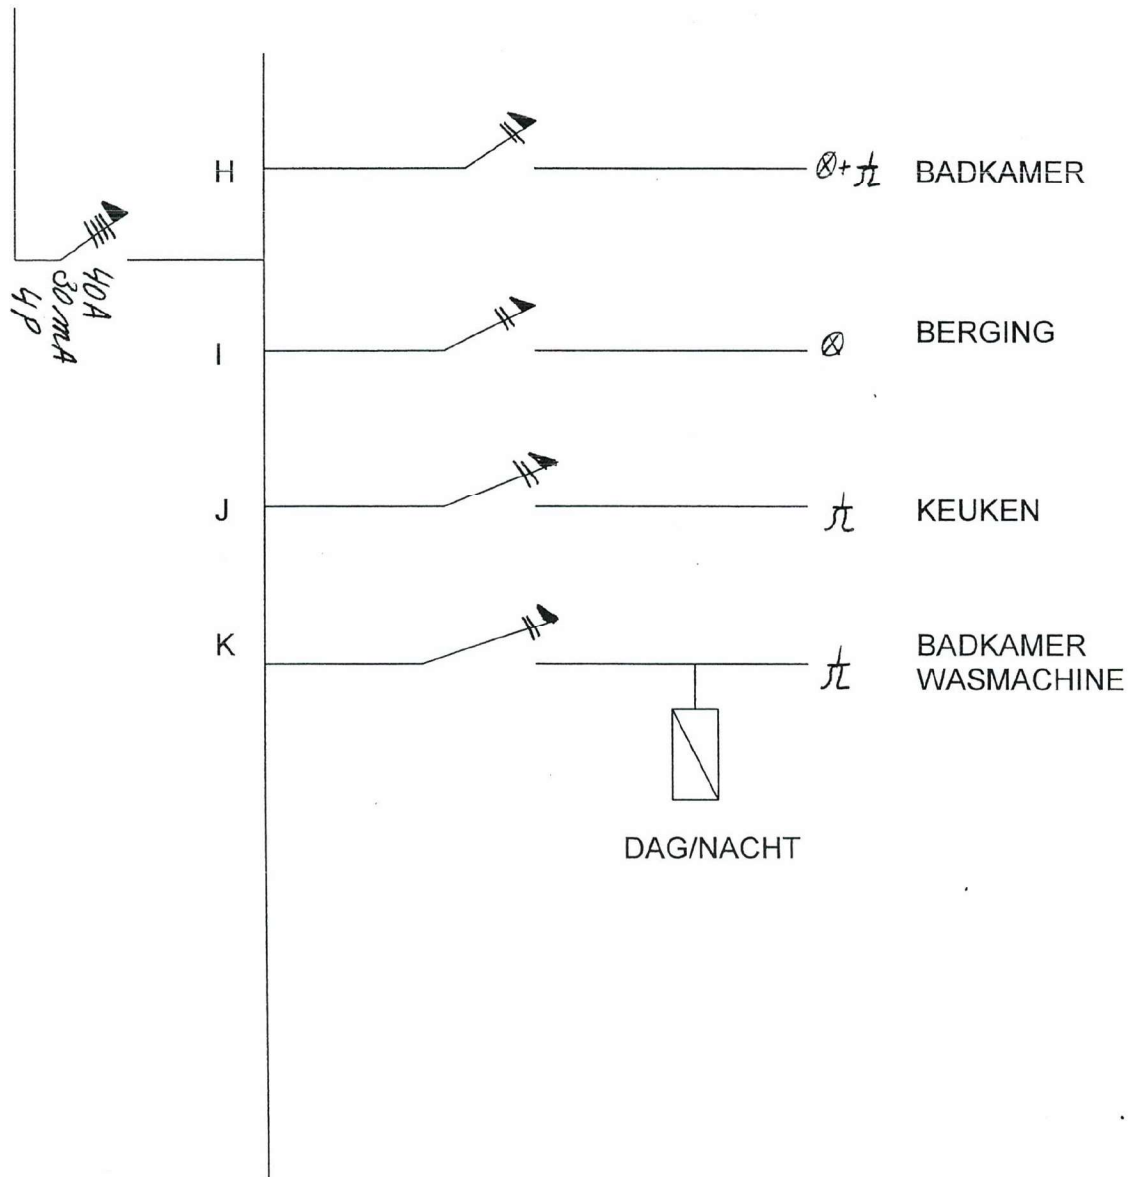 H
BADKAMER
40A
30mA
4P
I
BERGING
J
KEUKEN
K
BADKAMER
WASMACHINE
DAG/NACHT